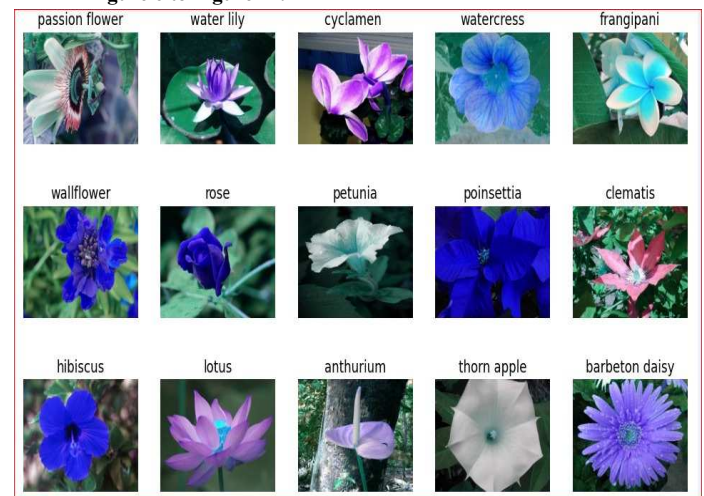 passion flower water lily cyclamen watercress frangipani
wallflower rose petunia poinsettia clematis
hibiscus lotus anthurium thorn apple barbeton daisy